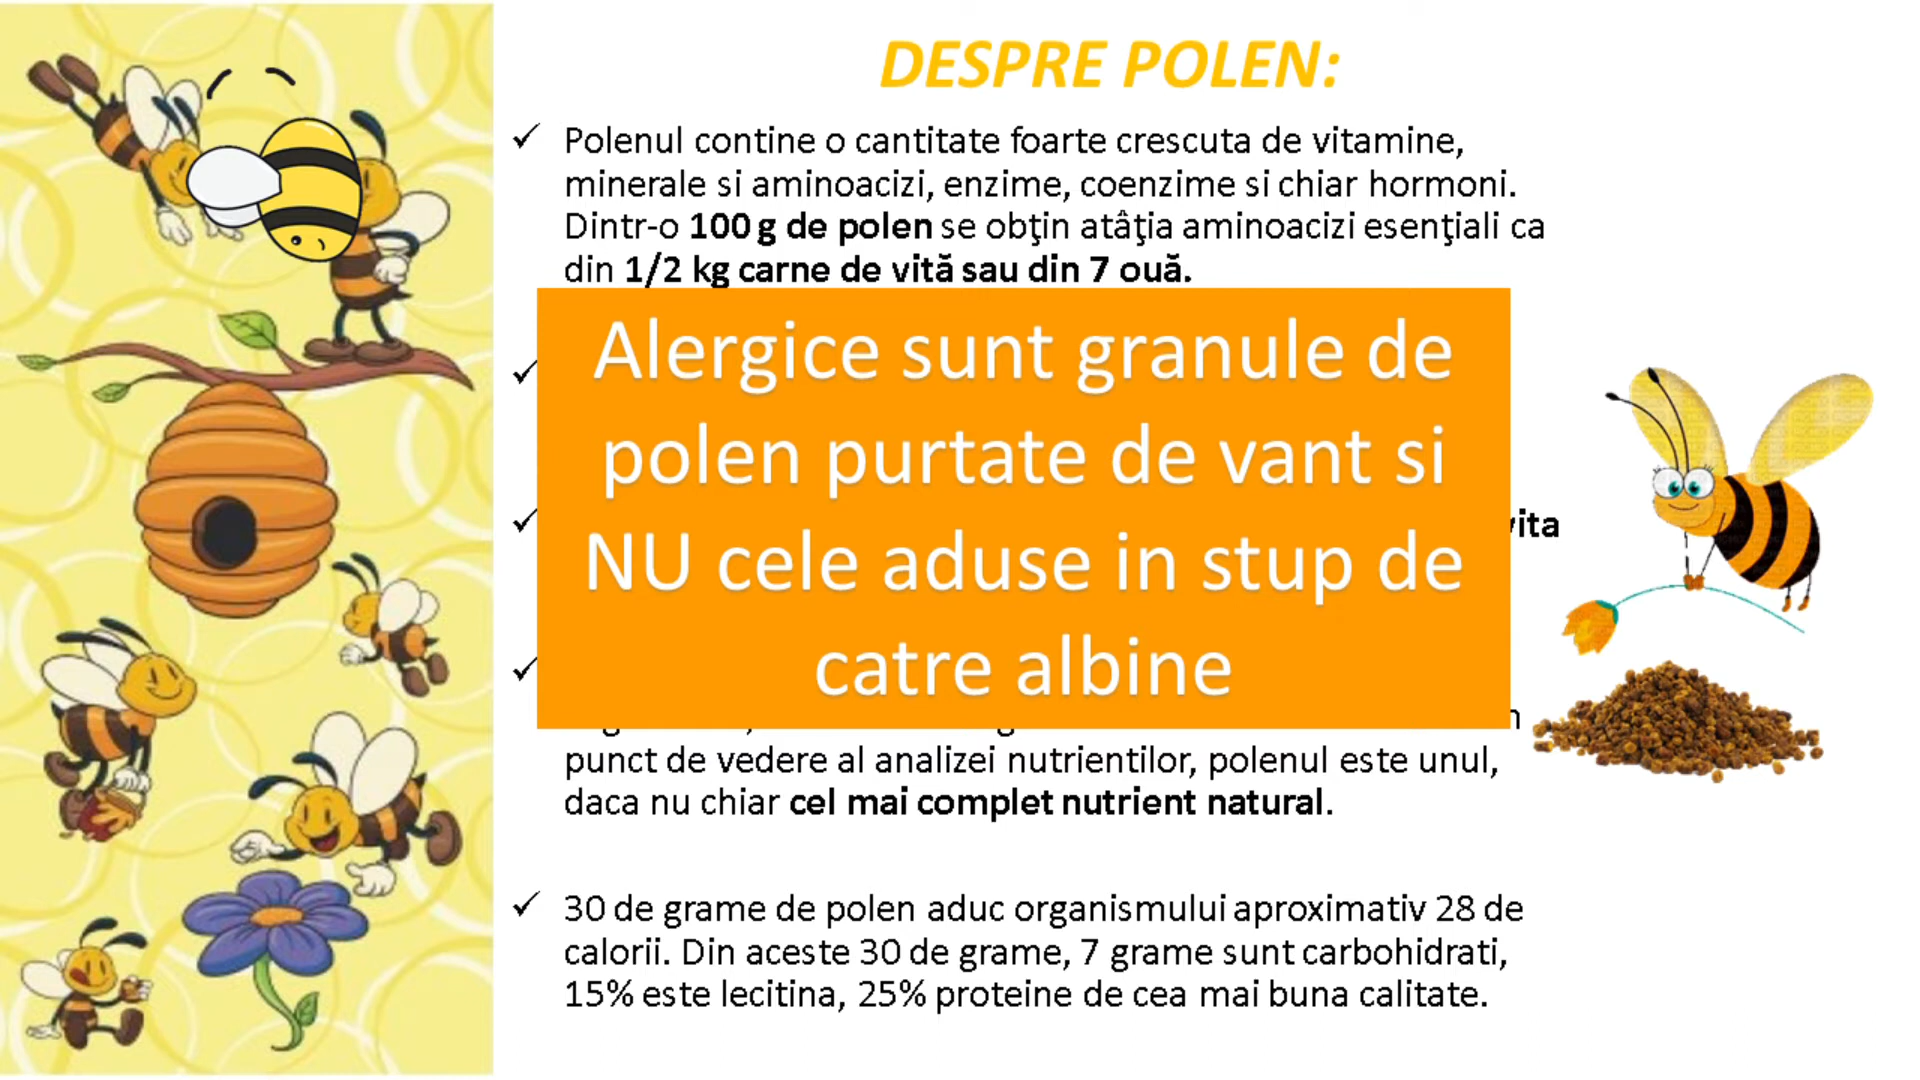 DESPRE POLEN:
Polenul contine o cantitate foarte crescuta de vitamine,
minerale si aminoacizi, enzime, coenzime si chiar hormoni.
Dintr-o 100 g de polen se obţin atâţia aminoacizi esenţiali ca
din 1/2 kg carne de vită sau din 7 ouă.
Alergice sunt granule de
polen purtate de vant si
NU cele aduse in stup de
catre albine
punct de vedere al analizei nutrientilor, polenul este unul,
daca nu chiar cel mai complet nutrient natural.
30 de grame de polen aduc organismului aproximativ 28 de
calorii. Din aceste 30 de grame, 7 grame sunt carbohidrati,
15% este lecitina, 25% proteine de cea mai buna calitate.